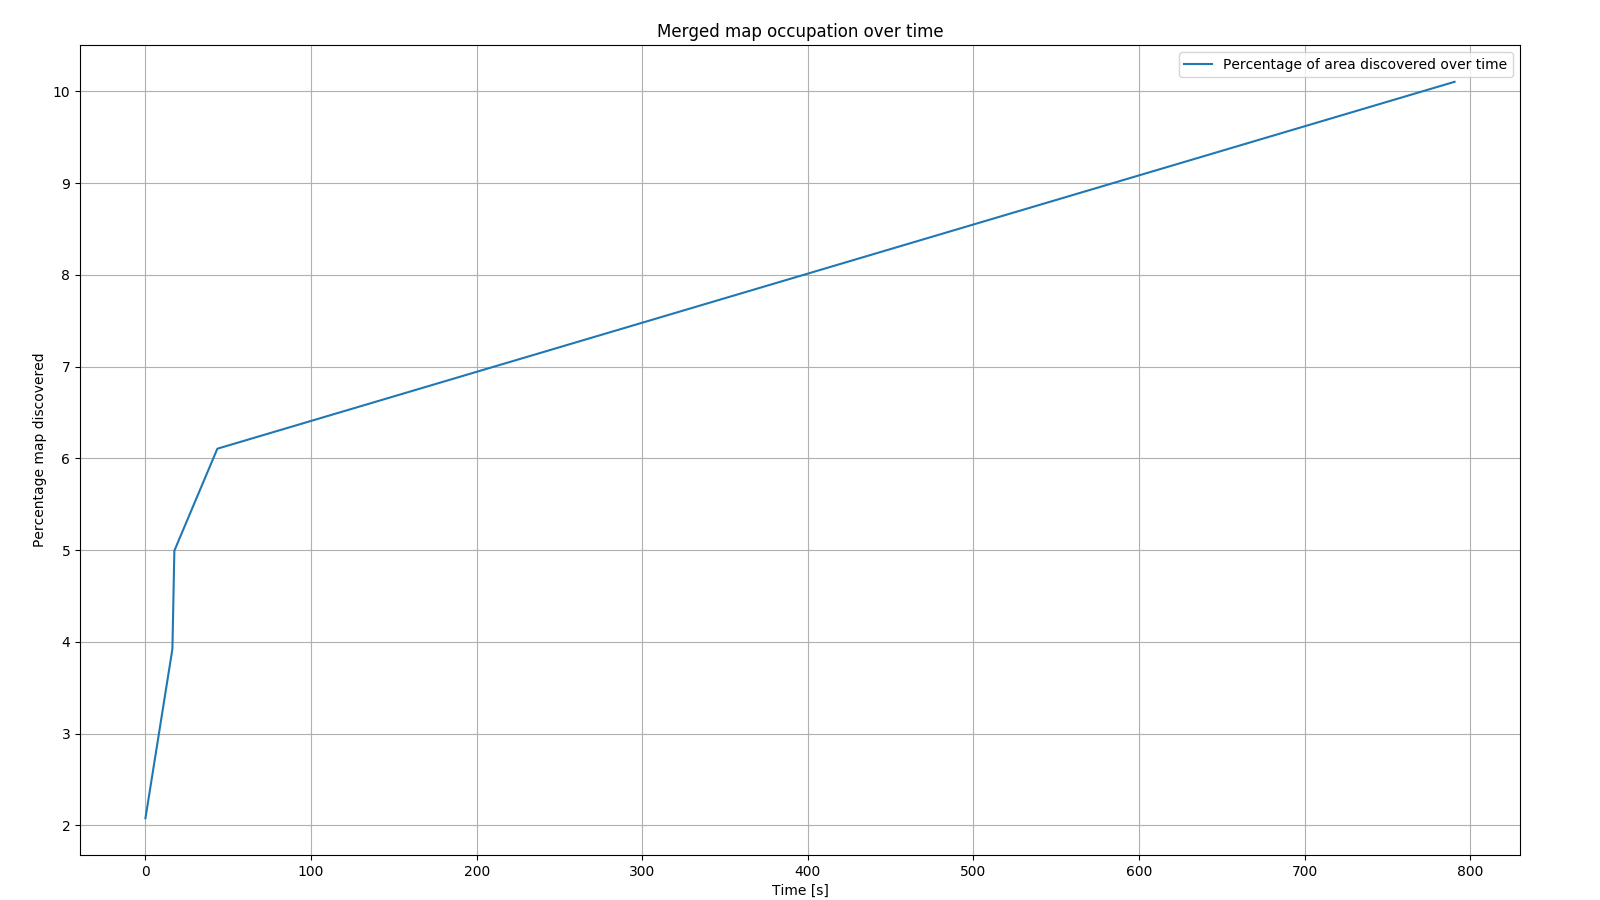 Merged map occupation over time
Percentage of area discovered over time
Percentage map discovered
10
9
8
7
6
5
4
3
2
0 100 200 300 400 500 600 700 800
Time [s]